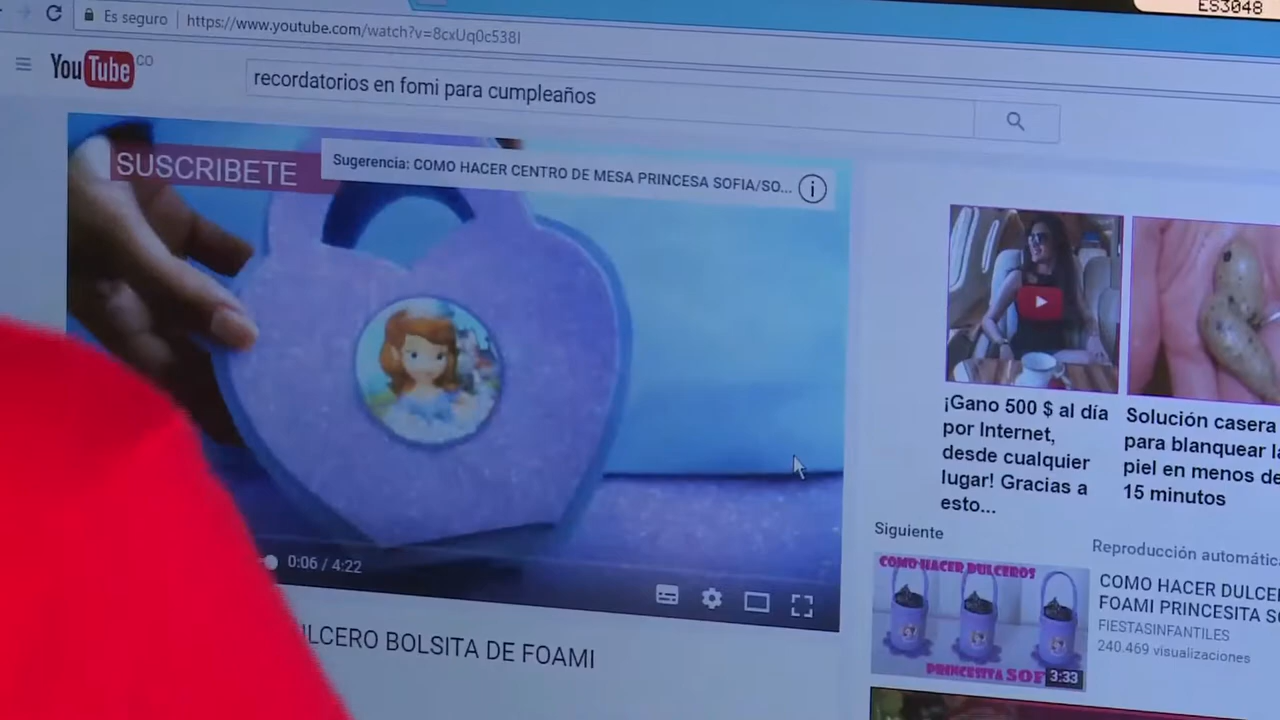 ES3048
Es seguro
https://www.youtube.com/watch?v=8cxUq0c538I
YouTube CO
recordatorios en fomi para cumpleaños
SUSCRIBETE
Sugerencia: COMO HACER CENTRO DE MESA PRINCESA SOFIA/SO...
0:06 / 4:22
LCERO BOLSITA DE FOAMI
¡Gano 500 $ al día
por Internet,
desde cualquier
lugar! Gracias a
esto...
Solución casera
para blanquear la
piel en menos de
15 minutos
Siguiente
Reproducción automátic
COMO HACER DULCEROS
PRINCESITA SOF
3:33
COMO HACER DULCE
FOAMI PRINCESITA S
FIESTASINFANTILES
240.469 visualizaciones